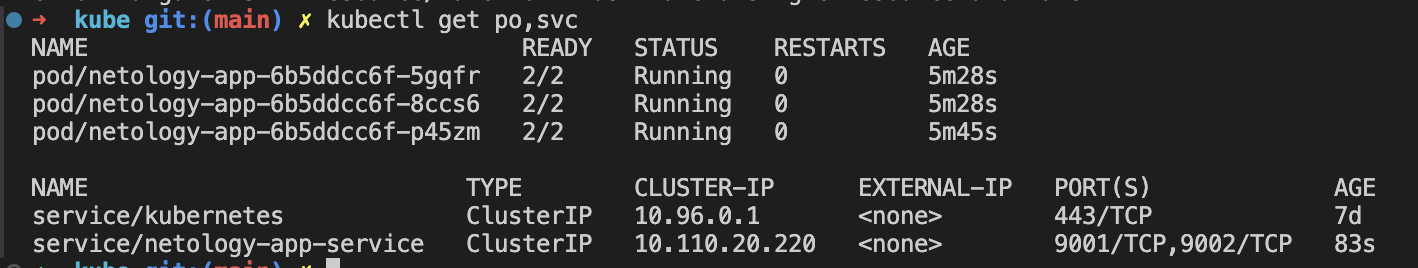 ➜ kube git:(main) ✗ kubectl get po,svc
NAME READY STATUS RESTARTS AGE
pod/netology-app-6b5ddcc6f-5gqfr 2/2 Running 0 5m28s
pod/netology-app-6b5ddcc6f-8ccs6 2/2 Running 0 5m28s
pod/netology-app-6b5ddcc6f-p45zm 2/2 Running 0 5m45s
NAME TYPE CLUSTER-IP EXTERNAL-IP PORT(S) AGE
service/kubernetes ClusterIP 10.96.0.1 <none> 443/TCP 7d
service/netology-app-service ClusterIP 10.110.20.220 <none> 9001/TCP,9002/TCP 83s
➜ kube git:(main) ✗